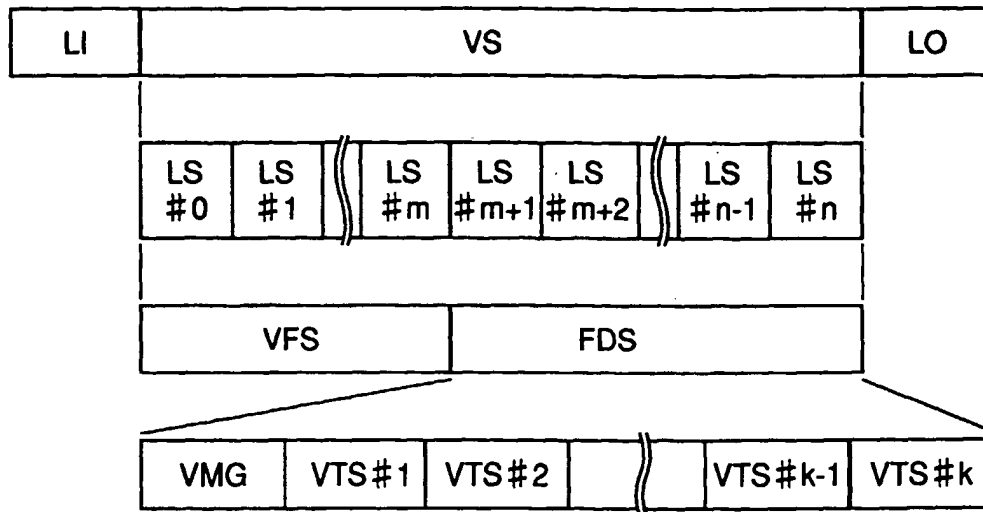 LI VS LO
LS #0 LS #1 LS #m LS #m+1 LS #m+2 LS #n-1 LS #n
VFS FDS
VMG VTS#1 VTS#2 VTS#k-1 VTS#k